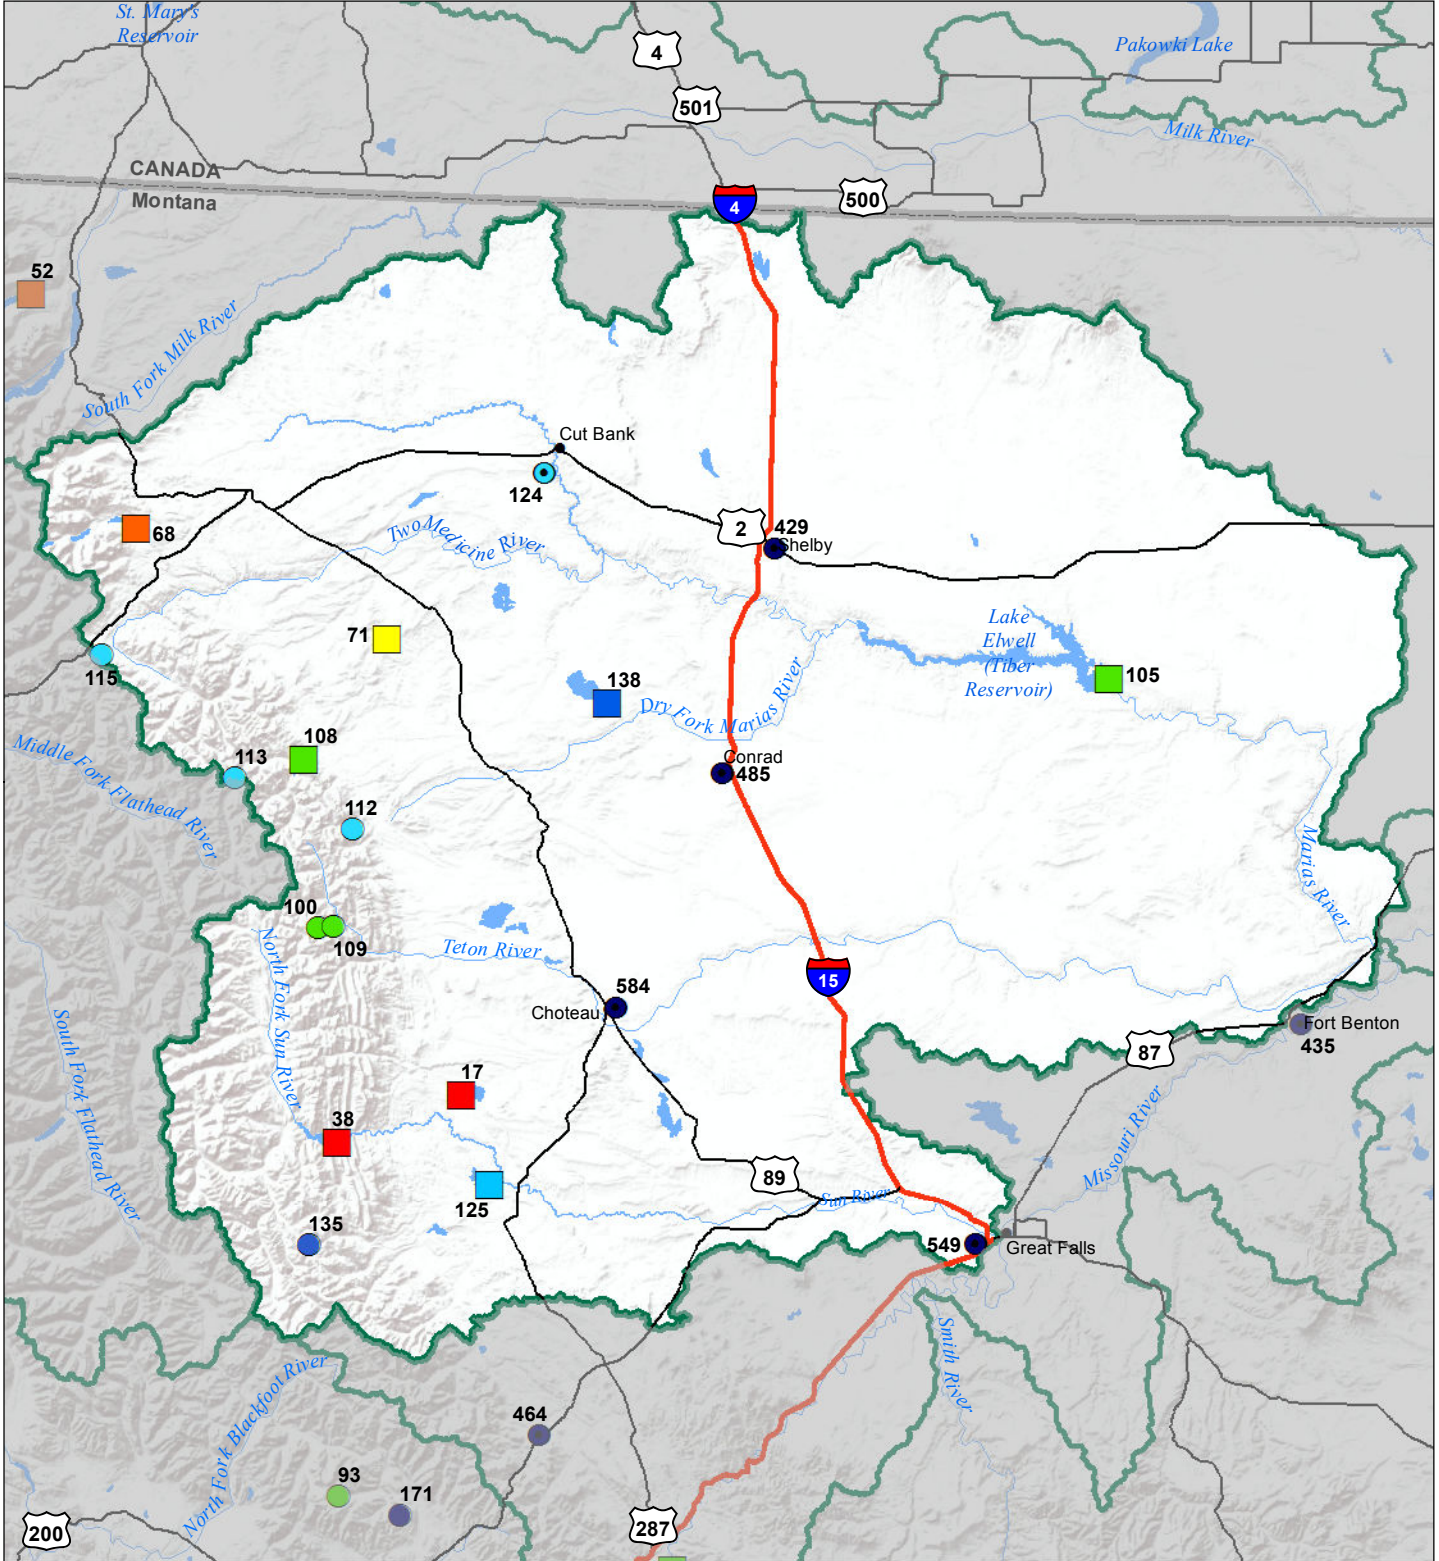 St. Mary's
Reservoir
4
Pakowki Lake
501
Milk River
CANADA
Montana
4
500
52
South Fork Milk River
Cut Bank
124
68
Two Medicine River
2
429
Shelby
Lake
Elwell
(Tiber
Reservoir)
71
115
138
105
Dry Fork Marias River
108
113
Middle Fork Flathead River
Conrad
485
112
Marias River
100
109
North Fork Sun River
Teton River
15
584
Choteau
Fort Benton
435
87
South Fork Flathead River
17
38
Missouri River
89
125
Sun River
135
549
Great Falls
Smith River
North Fork Blackfoot River
464
93
171
200
287